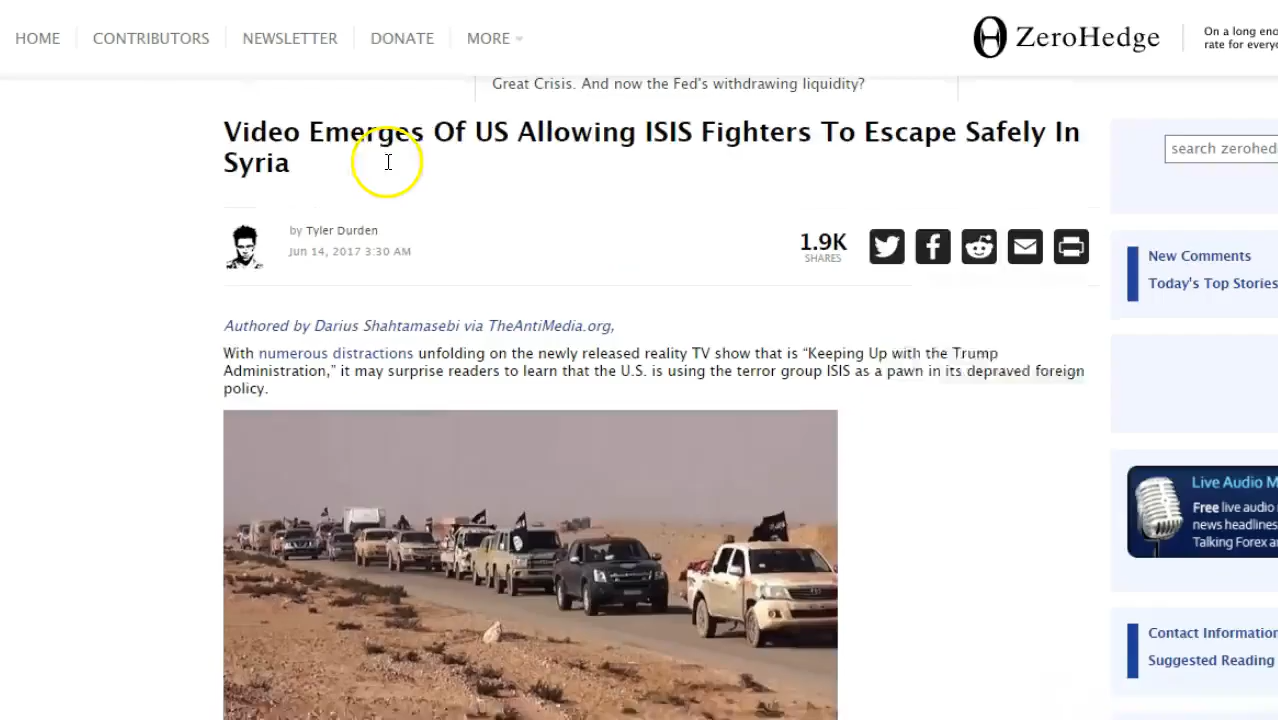 HOME CONTRIBUTORS NEWSLETTER DONATE MORE
ZeroHedge
On a long
rate for
Great Crisis. And now the Fed's withdrawing liquidity?
Video Emerges Of US Allowing ISIS Fighters To Escape Safely In
Syria
by Tyler Durden
Jun 14, 2017 3:30 AM
1.9K
SHARES
Authored by Darius Shahtamasebi via TheAntiMedia.org,
With numerous distractions unfolding on the newly released reality TV show that is “Keeping Up with the Trump
Administration,” it may surprise readers to learn that the U.S. is using the terror group ISIS as a pawn in its depraved foreign
policy.
search
New Comments
Today's Top Stories
Live Audio
Free live audio
news headlines
Talking Forex
Contact
Suggested Reading